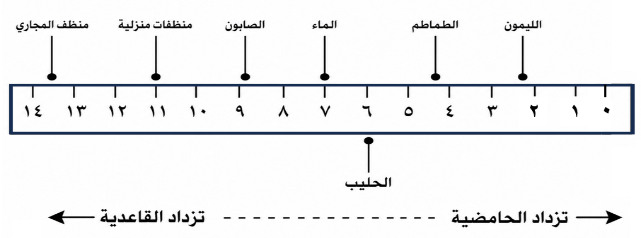 الليمون الطماطم الماء الصابون منظفات منزلية منظف المجاري
٠ ١ ٢ ٣ ٤ ٥ ٦ ٧ ٨ ٩ ١٠ ١١ ١٢ ١٣ ١٤
الحليب
تزداد الحامضية تزداد القاعدية